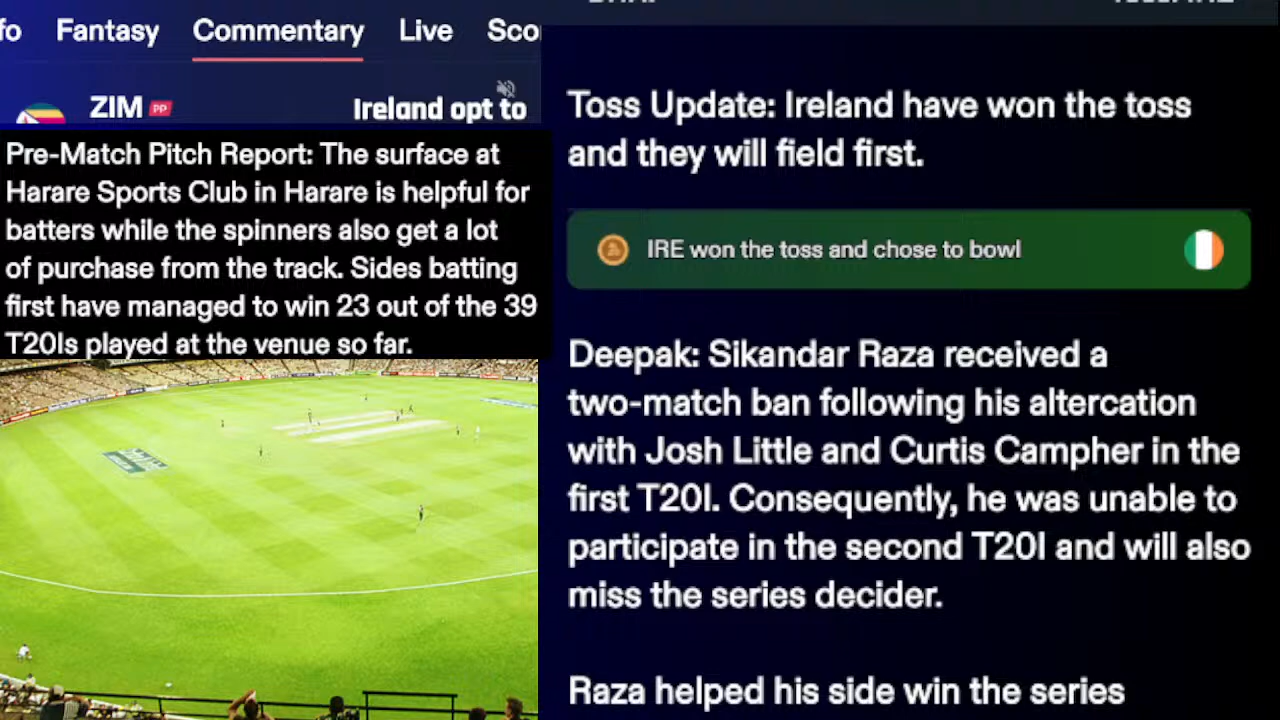 fo Fantasy Commentary Live Sco
ZIM PP
Ireland opt to
Pre-Match Pitch Report: The surface at
Harare Sports Club in Harare is helpful for
batters while the spinners also get a lot
of purchase from the track. Sides batting
first have managed to win 23 out of the 39
T20Is played at the venue so far.
Toss Update: Ireland have won the toss
and they will field first.
IRE won the toss and chose to bowl
Deepak: Sikandar Raza received a
two-match ban following his altercation
with Josh Little and Curtis Campher in the
first T20I. Consequently, he was unable to
participate in the second T20I and will also
miss the series decider.
Raza helped his side win the series